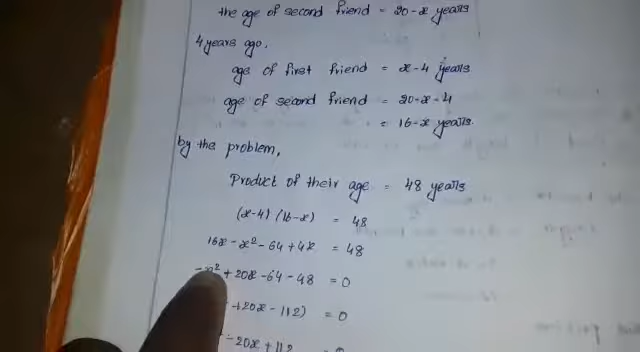 the age of second friend = 20-x years
4 years ago,
age of first friend = x-4 years
age of second friend = 20-x-4
= 16-x years.
by the problem,
Product of their age = 48 years
(x-4) (16-x) = 48
16x - x² - 64 + 4x = 48
-x² + 20x - 64 - 48 = 0
+20x - 112) = 0
- 20x + 112